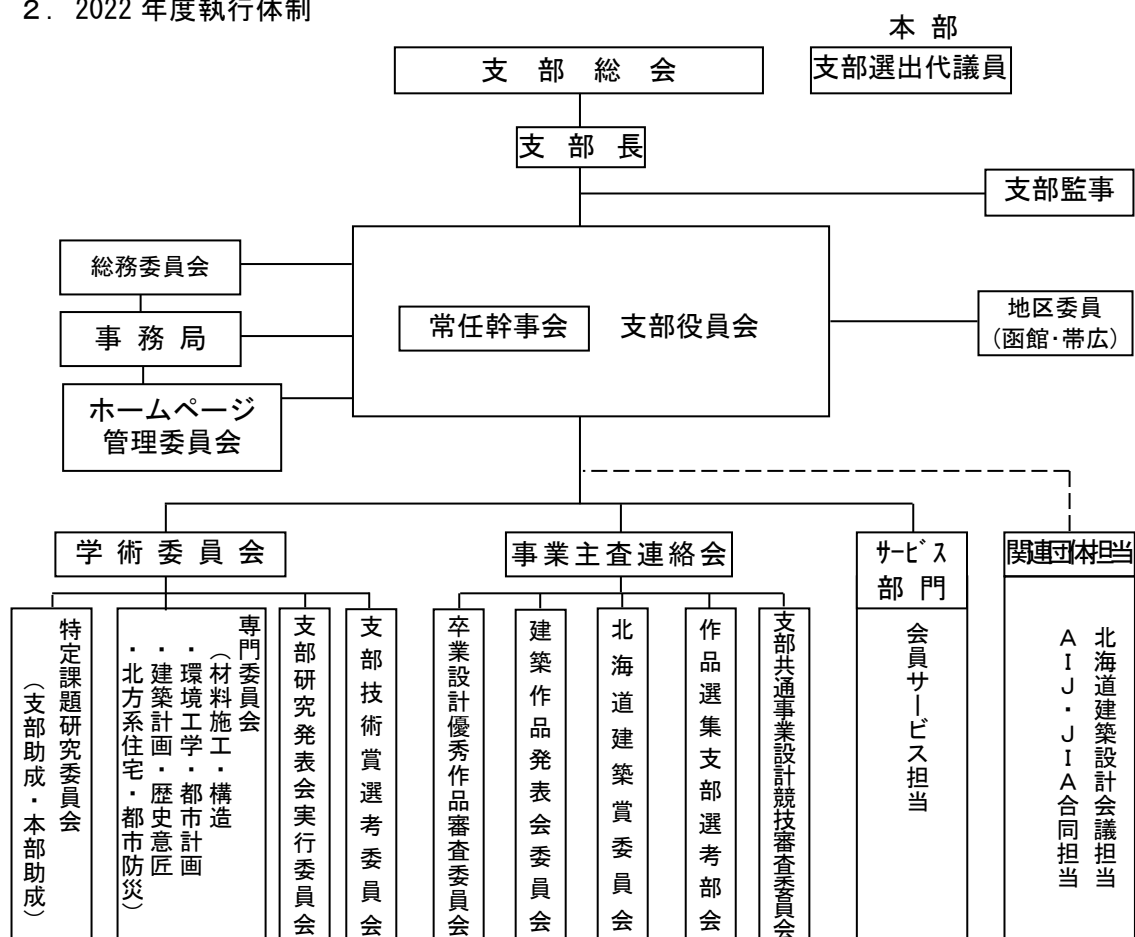 ２．2022 年度執行体制
本 部
支 部 総 会
支部選出代議員
支 部 長
支部監事
総務委員会
事 務 局
ホームページ
管理委員会
常任幹事会
支部役員会
地区委員
(函館・帯広)
学 術 委 員 会
事業主査連絡会
サービス
部 門
関連団体担当
特定課題研究委員会
（支部助成・本部助成）
専門委員会
（材料施工・構造
・環境工学・都市計画
・建築計画・歴史意匠
・北方系住宅・都市防災）
支部研究発表会実行委員会
支部技術賞選考委員会
卒業設計優秀作品審査委員会
建築作品発表会委員会
北海道建築賞委員会
作品選集支部選考部会
支部共通事業設計競技審査委員会
会員サービス担当
北海道建築設計会議担当
ＡＩＪ・ＪＩＡ合同担当